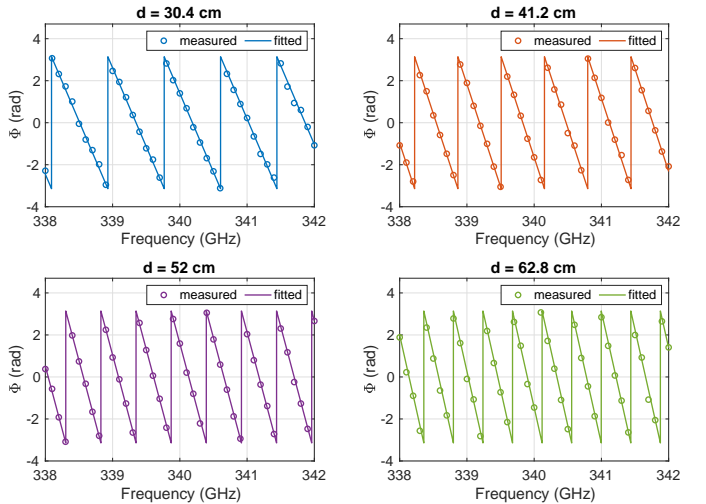 d = 30.4 cm
measured fitted
4
2
0
-2
-4
Φ (rad)
338 339 340 341 342
Frequency (GHz)
d = 41.2 cm
measured fitted
4
2
0
-2
-4
Φ (rad)
338 339 340 341 342
Frequency (GHz)
d = 52 cm
measured fitted
4
2
0
-2
-4
Φ (rad)
338 339 340 341 342
Frequency (GHz)
d = 62.8 cm
measured fitted
4
2
0
-2
-4
Φ (rad)
338 339 340 341 342
Frequency (GHz)